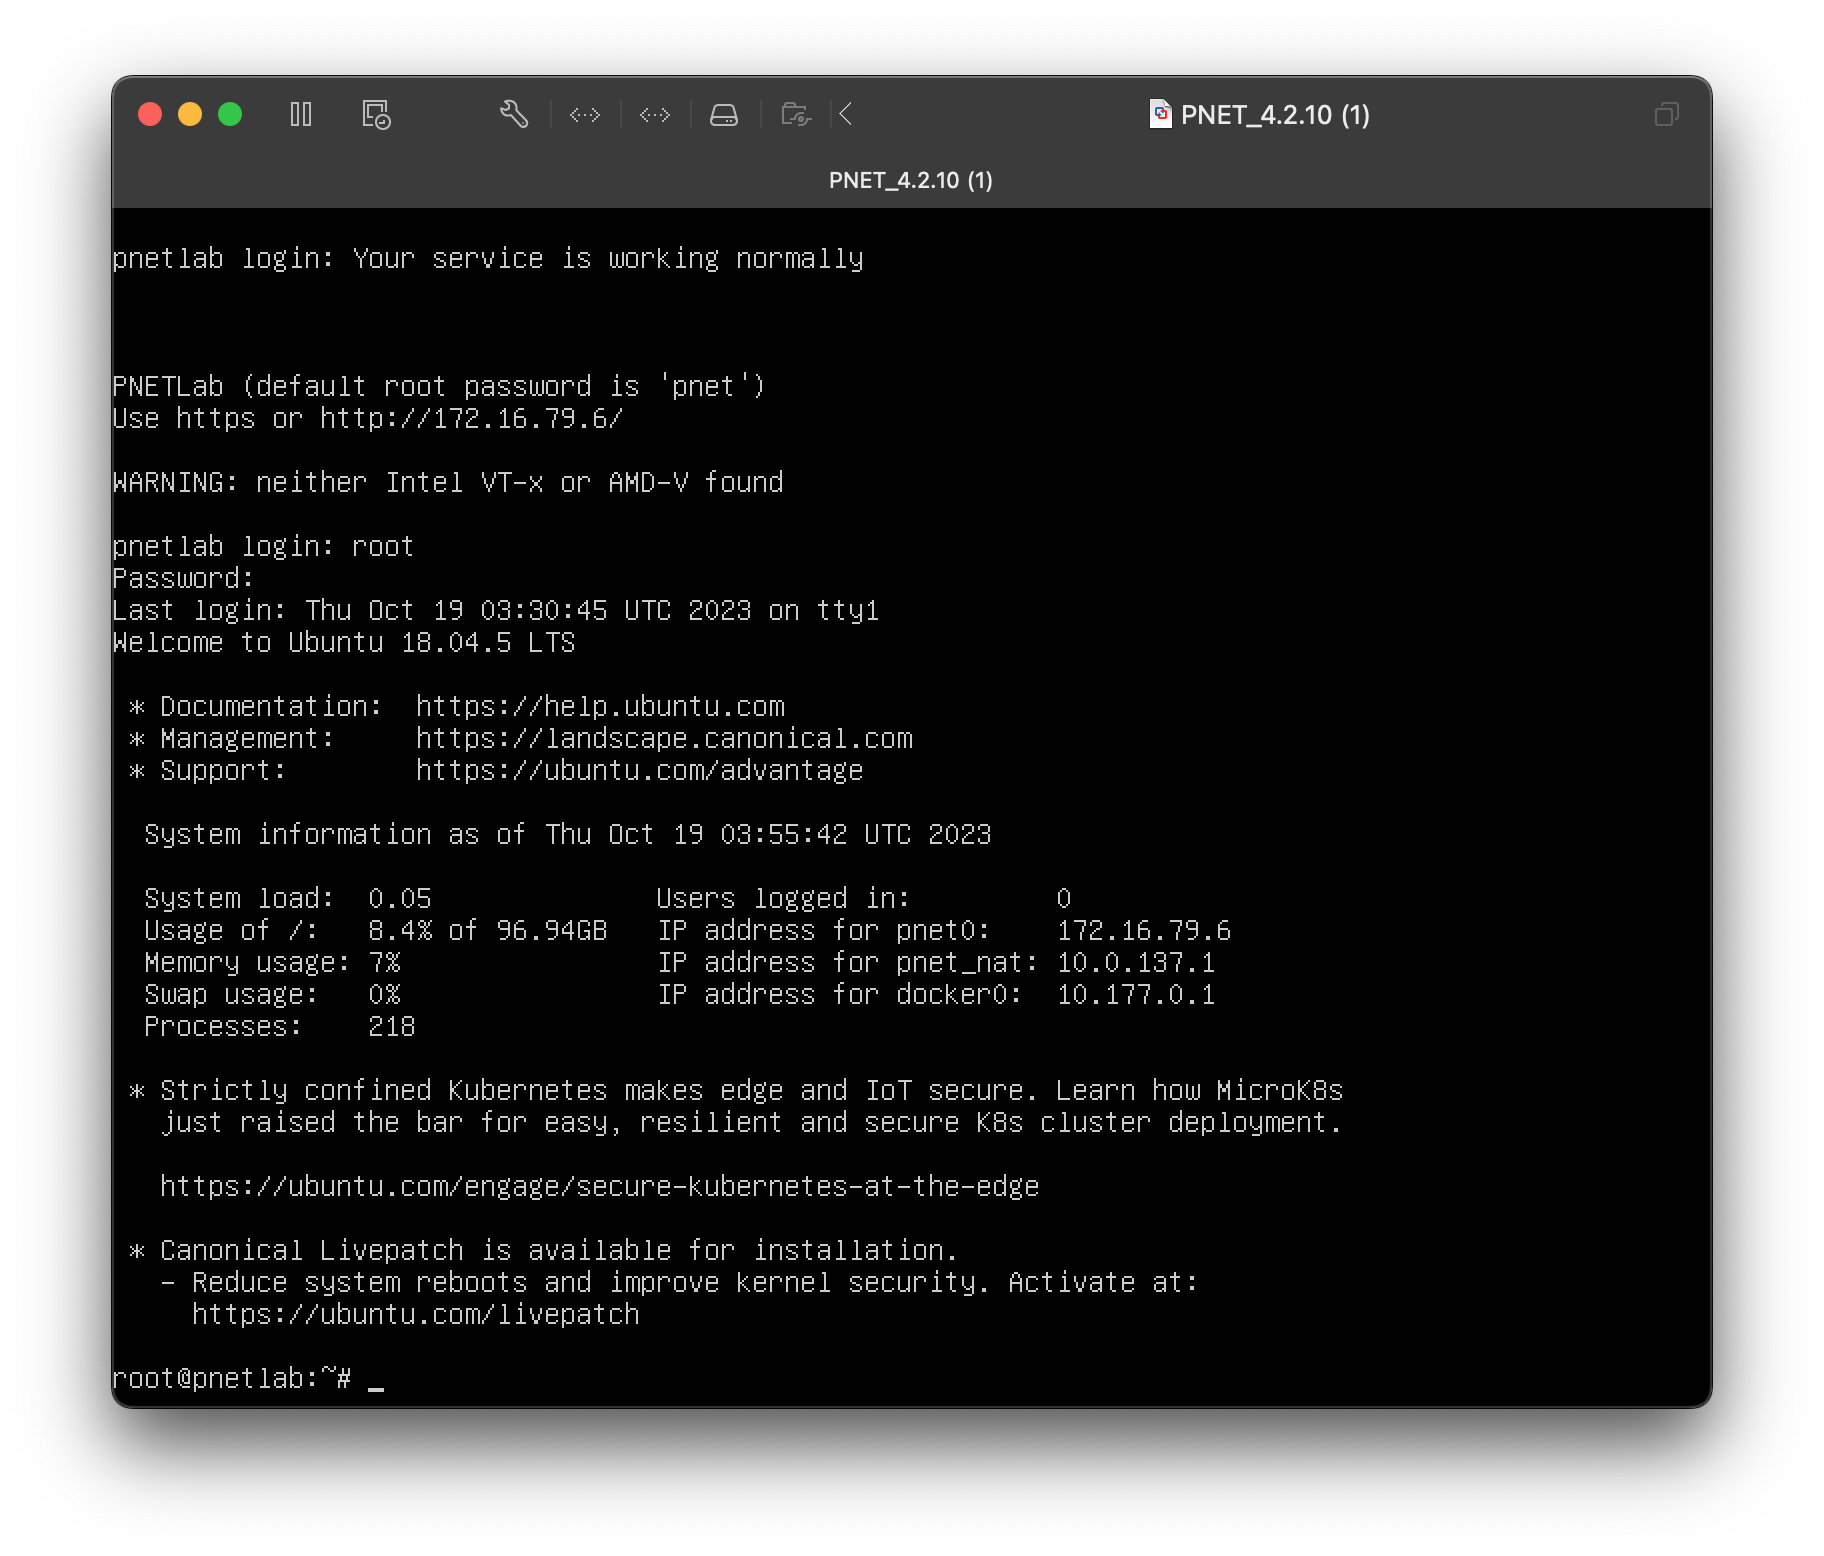 PNET_4.2.10 (1)
PNET_4.2.10 (1)
pnetlab login: Your service is working normally
PNETLab (default root password is 'pnet')
Use https or http://172.16.79.6/
WARNING: neither Intel VT-x or AMD-V found
pnetlab login: root
Password:
Last login: Thu Oct 19 03:30:45 UTC 2023 on tty1
Welcome to Ubuntu 18.04.5 LTS
* Documentation:  https://help.ubuntu.com
* Management:     https://landscape.canonical.com
* Support:        https://ubuntu.com/advantage
System information as of Thu Oct 19 03:55:42 UTC 2023
System load:  0.05              Users logged in:         0
Usage of /:   8.4% of 96.94GB   IP address for pnet0:    172.16.79.6
Memory usage: 7%                IP address for pnet_nat: 10.0.137.1
Swap usage:   0%                IP address for docker0:  10.177.0.1
Processes:    218
* Strictly confined Kubernetes makes edge and IoT secure. Learn how MicroK8s
just raised the bar for easy, resilient and secure K8s cluster deployment.
https://ubuntu.com/engage/secure-kubernetes-at-the-edge
* Canonical Livepatch is available for installation.
- Reduce system reboots and improve kernel security. Activate at:
https://ubuntu.com/livepatch
root@pnetlab:~# _